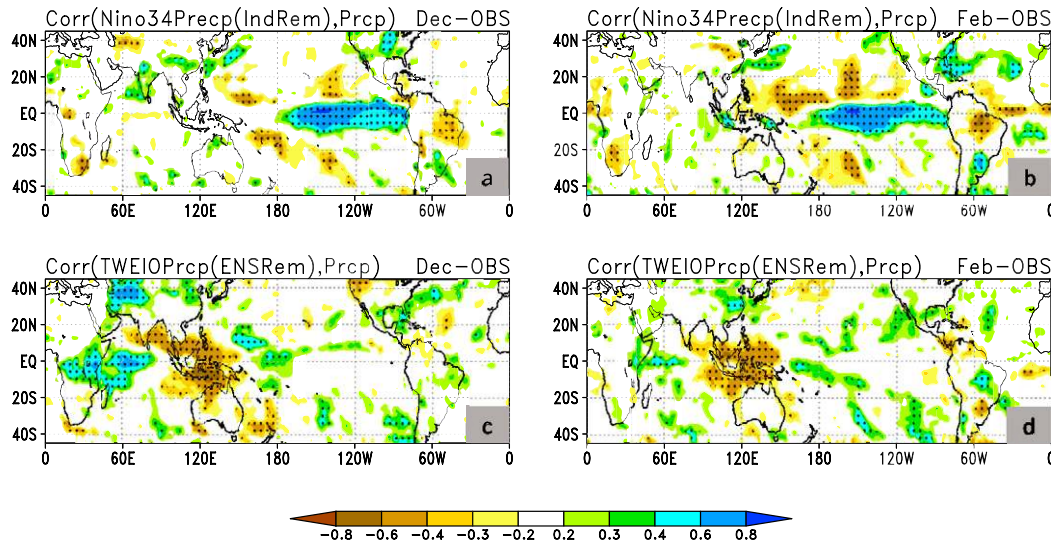 Corr(Nino34Precp(IndRem),Prcp) Dec-OBS
40N
20N
EQ
20S
40S
0 60E 120E 180 120W 60W 0
a
Corr(Nino34Precp(IndRem),Prcp) Feb-OBS
40N
20N
EQ
20S
40S
0 60E 120E 180 120W 60W 0
b
Corr(TWEIOPrcp(ENSRem),Prcp) Dec-OBS
40N
20N
EQ
20S
40S
0 60E 120E 180 120W 60W 0
c
Corr(TWEIOPrcp(ENSRem),Prcp) Feb-OBS
40N
20N
EQ
20S
40S
0 60E 120E 180 120W 60W 0
d
-0.8 -0.6 -0.4 -0.3 -0.2 0.2 0.3 0.4 0.6 0.8